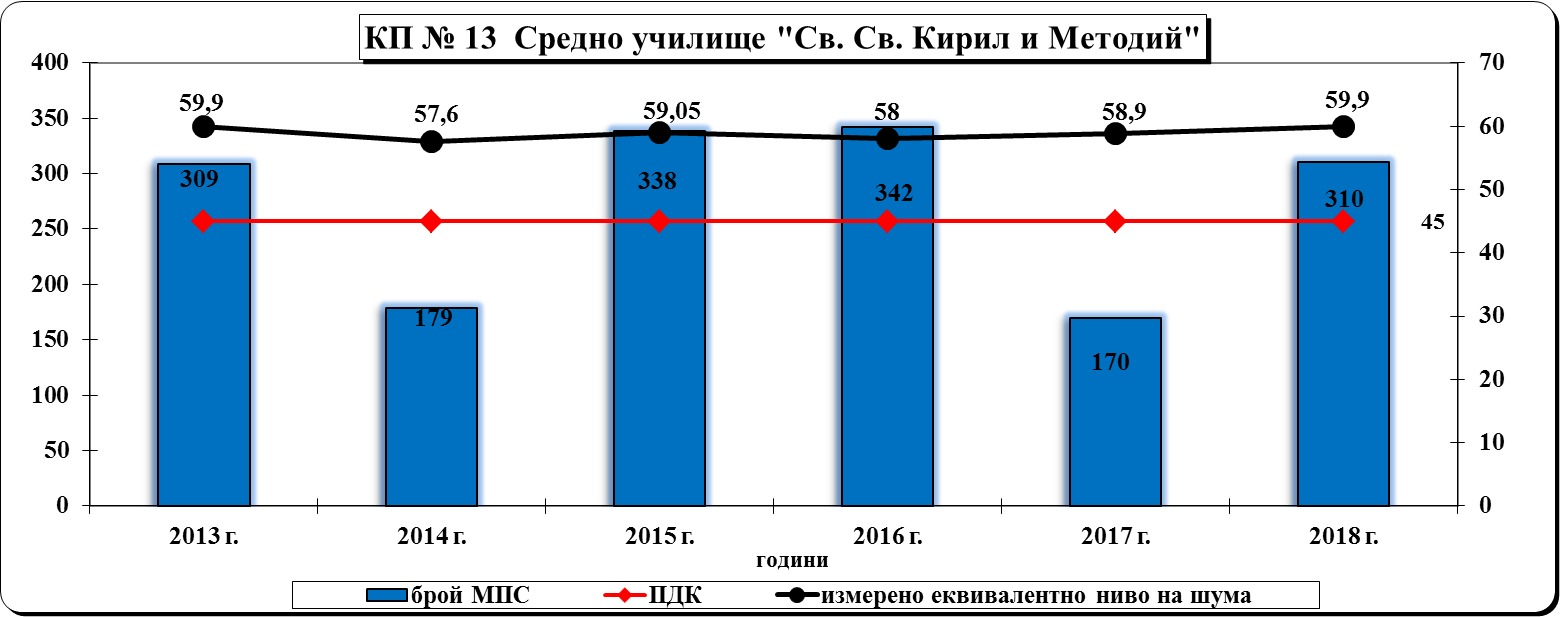 КП № 13 Средно училище "Св. Св. Кирил и Методий"
400
350
300
250
200
150
100
50
0
70
60
50
40
30
20
10
0
59,9
57,6
59,05
58
58,9
59,9
309
179
338
342
170
310
45
2013 г.
2014 г.
2015 г.
2016 г.
2017 г.
2018 г.
години
брой МПС
ПДК
измерено еквивалентно ниво на шума